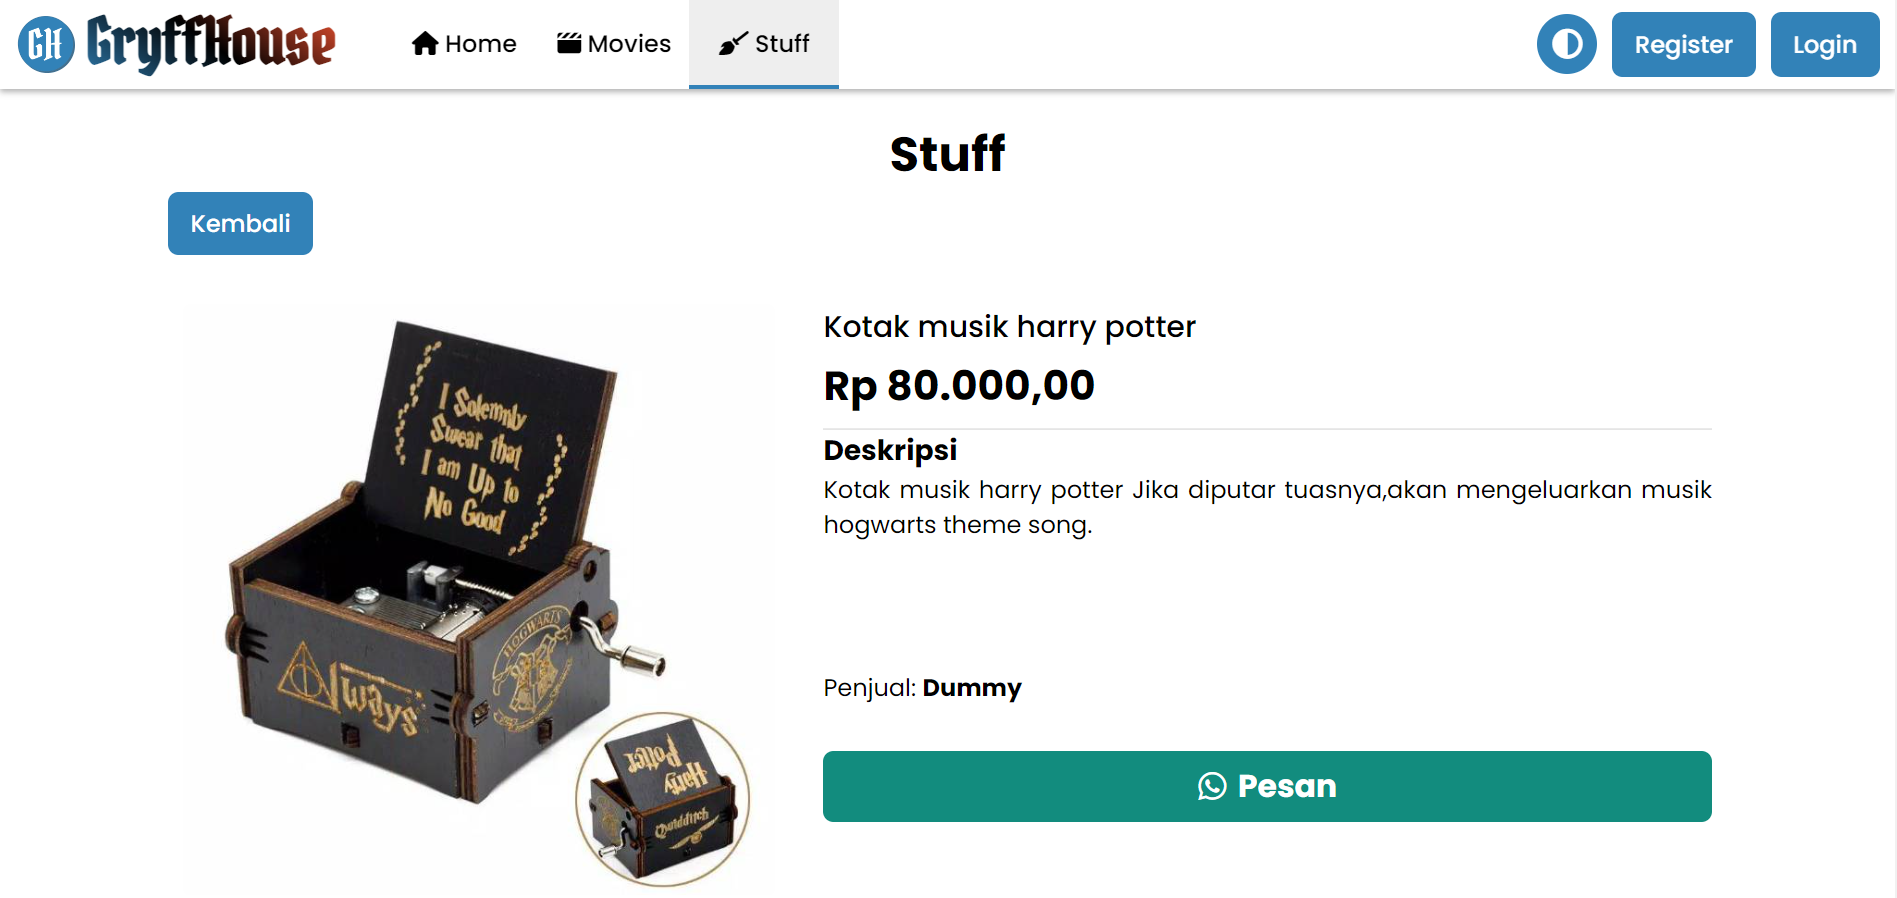 GH GryffHouse
Home
Movies
Stuff
Register
Login
Stuff
Kembali
I Solemnly
Swear that
I am Up to
No Good
HOGWARTS
Always
Harry
Potter
Quidditch
Kotak musik harry potter
Rp 80.000,00
Deskripsi
Kotak musik harry potter Jika diputar tuasnya,akan mengeluarkan musik
hogwarts theme song.
Penjual: Dummy
Pesan